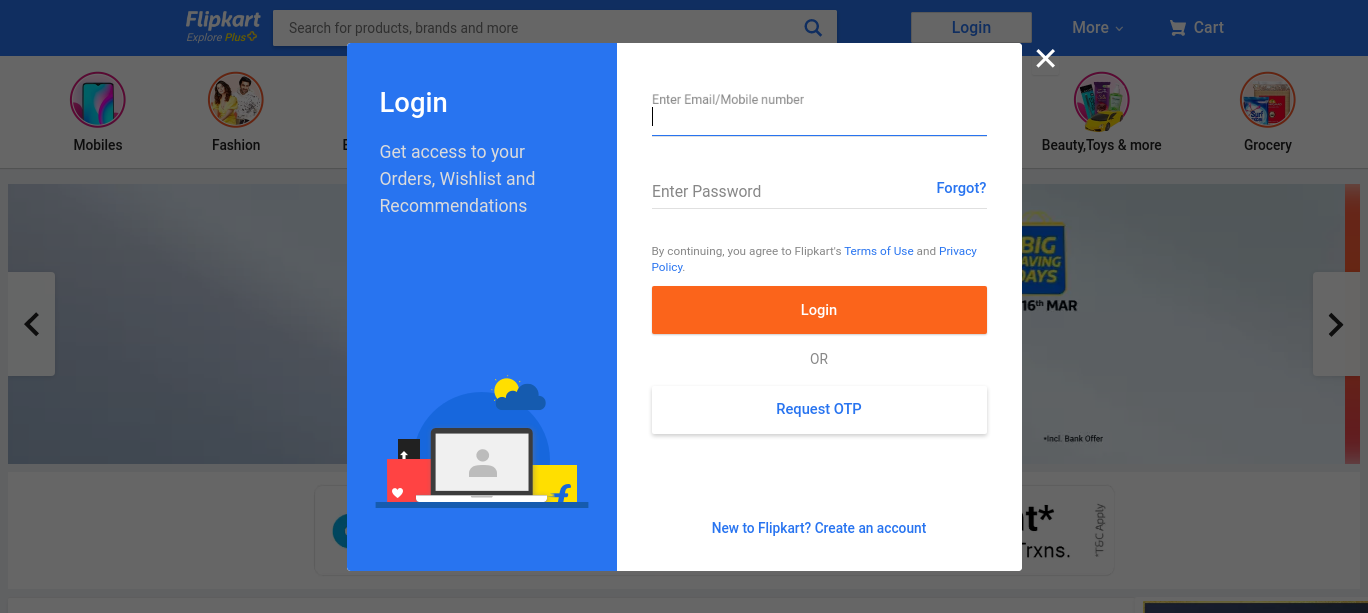 Flipkart
Explore Plus
Search for products, brands and more
Login
More
Cart
Mobiles
Fashion
Beauty,Toys & more
Grocery
Login
Get access to your
Orders, Wishlist and
Recommendations
Enter Email/Mobile number
Enter Password
Forgot?
By continuing, you agree to Flipkart's Terms of Use and Privacy
Policy.
Login
OR
Request OTP
New to Flipkart? Create an account
BIG
DAYS
16th MAR
*incl. Bank Offer
Trxns.
*T&C Apply